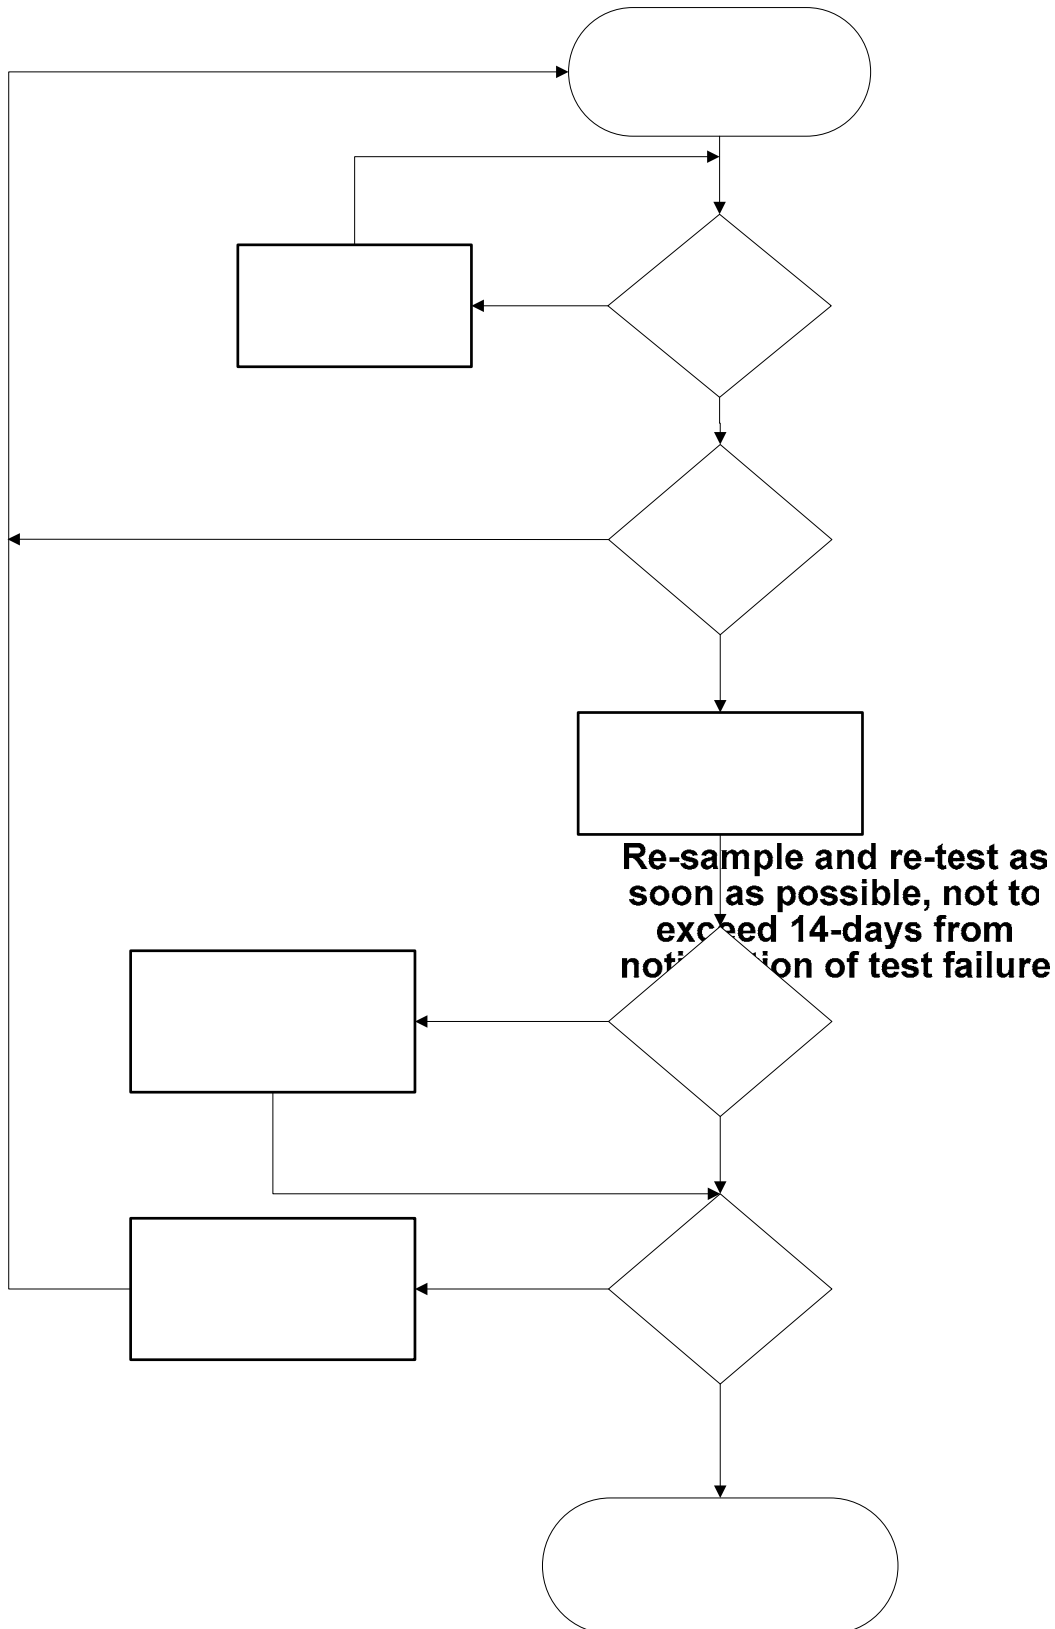 Re-sample and re-test as
soon as possible, not to
exceed 14-days from
of test failure